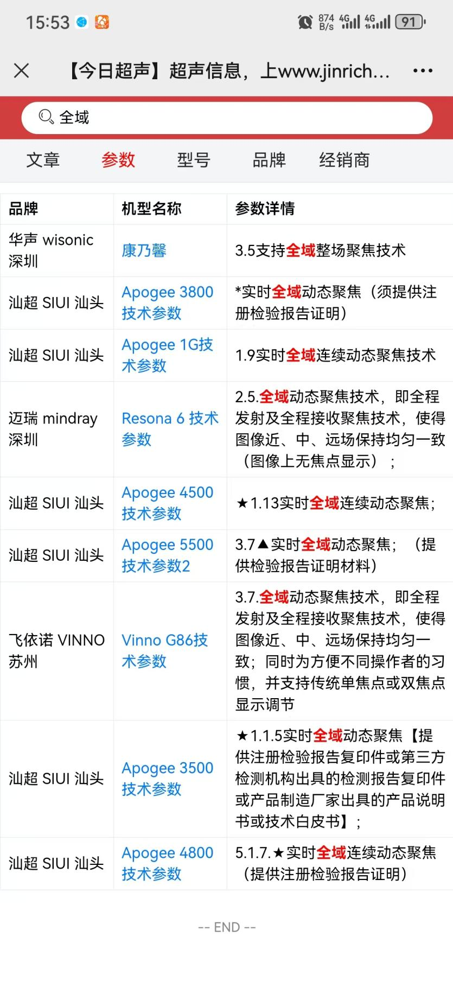 15:53
874 B/s 4G 4G 91
【今日超声】超声信息，上www.jinrich...
全域
文章 参数 型号 品牌 经销商
品牌 机型名称 参数详情
华声 wisonic
深圳
康乃馨
3.5支持全域整场聚焦技术
汕超 SIUI 汕头
Apogee 3800
技术参数
*实时全域动态聚焦（须提供注
册检验报告证明）
汕超 SIUI 汕头
Apogee 1G技
术参数
1.9实时全域连续动态聚焦技术
迈瑞 mindray
深圳
Resona 6 技术
参数
2.5.全域动态聚焦技术，即全程
发射及全程接收聚焦技术，使得
图像近、中、远场保持均匀一致
（图像上无焦点显示）；
汕超 SIUI 汕头
Apogee 4500
技术参数
★1.13实时全域连续动态聚焦；
汕超 SIUI 汕头
Apogee 5500
技术参数2
3.7▲实时全域动态聚焦；（提
供检验报告证明材料）
飞依诺 VINNO
苏州
Vinno G86技
术参数
3.7.全域动态聚焦技术，即全程
发射及全程接收聚焦技术，使得
图像近、中、远场保持均匀一
致；同时为方便不同操作者的习
惯，并支持传统单焦点或双焦点
显示调节
汕超 SIUI 汕头
Apogee 3500
技术参数
★1.1.5实时全域动态聚焦【提
供注册检验报告复印件或第三方
检测机构出具的检测报告复印件
或产品制造厂家出具的产品说明
书或技术白皮书】；
汕超 SIUI 汕头
Apogee 4800
技术参数
5.1.7.★实时全域连续动态聚焦
（提供注册检验报告证明）
-- END --